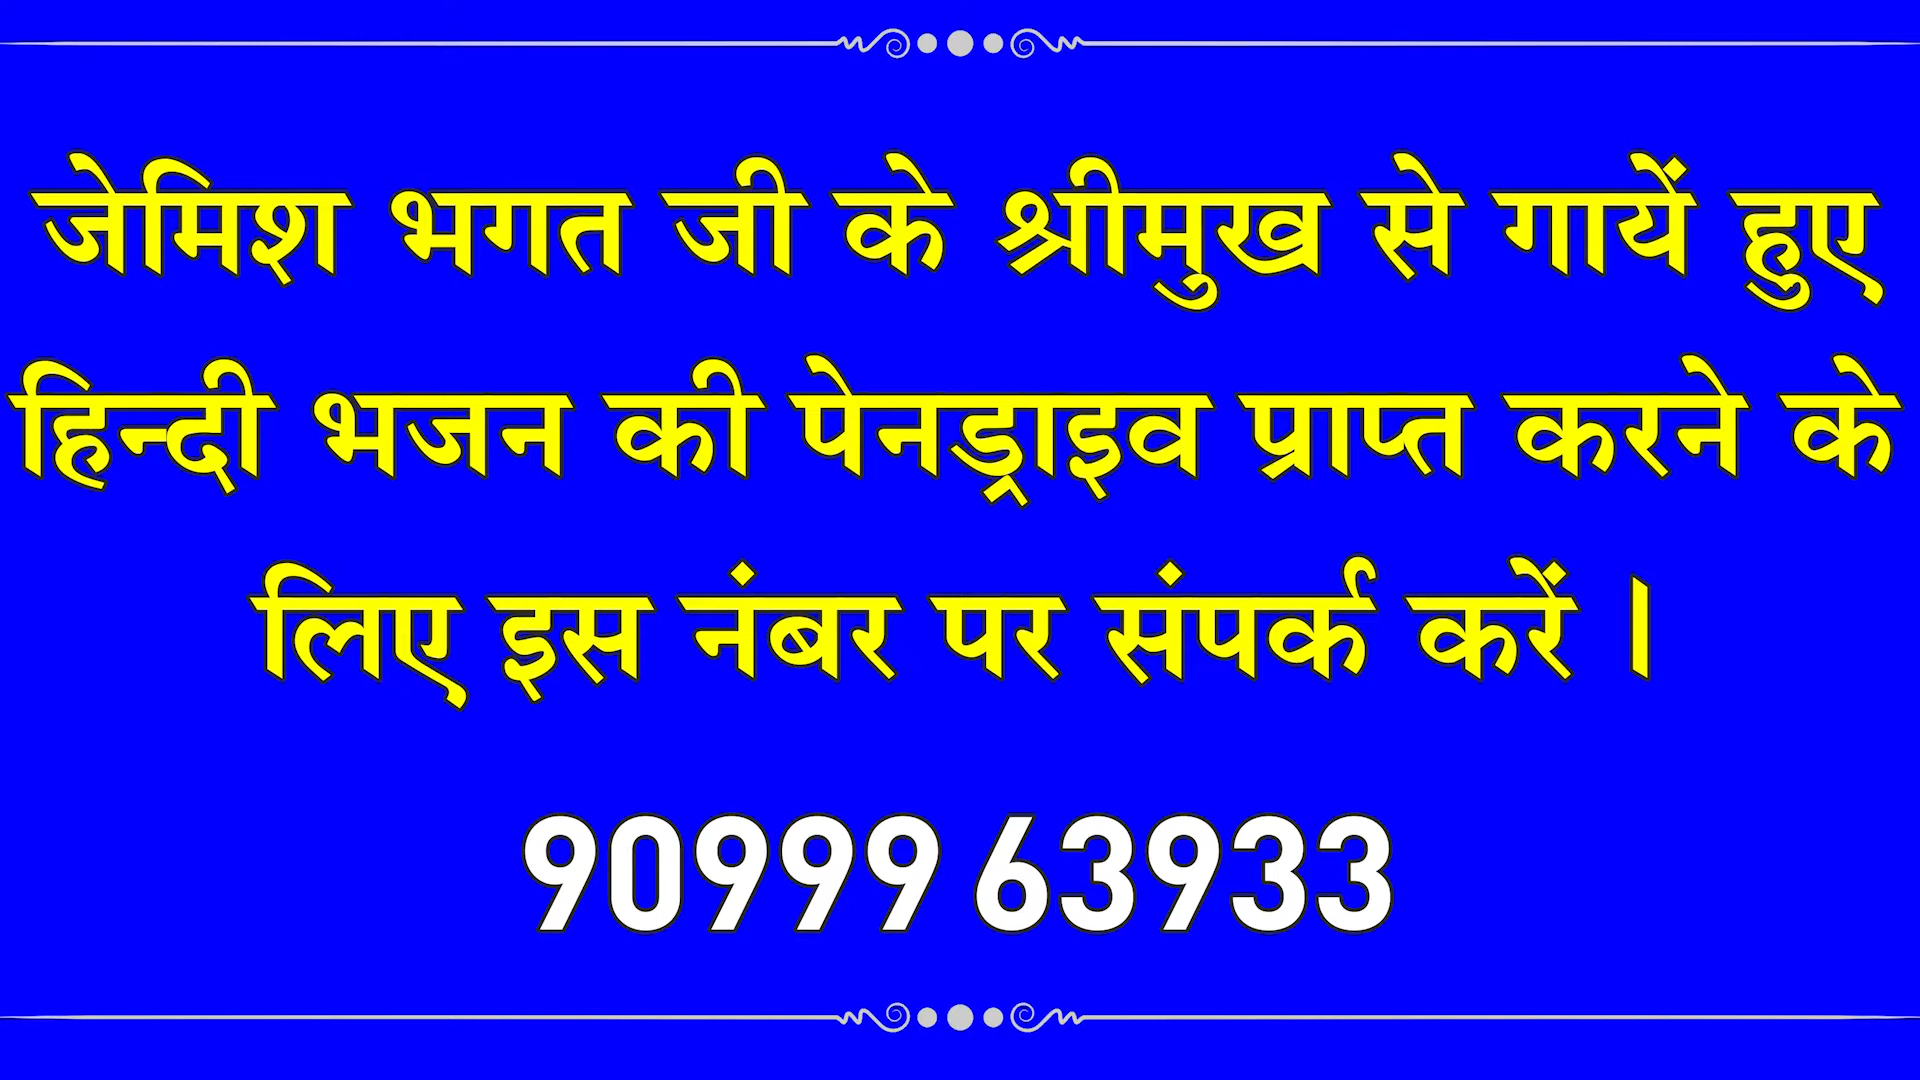 जेमिश भगत जी के श्रीमुख से गायें हुए
हिन्दी भजन की पेनड्राइव प्राप्त करने के
लिए इस नंबर पर संपर्क करें ।
90999 63933